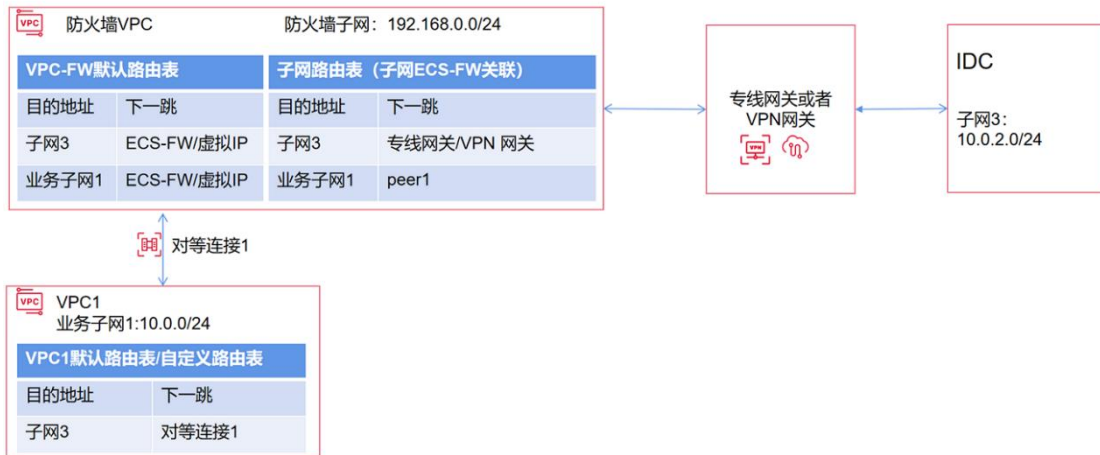 防火墙VPC 防火墙子网：192.168.0.0/24
VPC-FW默认路由表 子网路由表（子网ECS-FW关联）
目的地址 下一跳 目的地址 下一跳
子网3 ECS-FW/虚拟IP 子网3 专线网关/VPN 网关
业务子网1 ECS-FW/虚拟IP 业务子网1 peer1
专线网关或者
VPN网关
VPN
IDC
子网3：
10.0.2.0/24
对等连接1
VPC
VPC1
业务子网1:10.0.0/24
VPC1默认路由表/自定义路由表
目的地址 下一跳
子网3 对等连接1
VPC